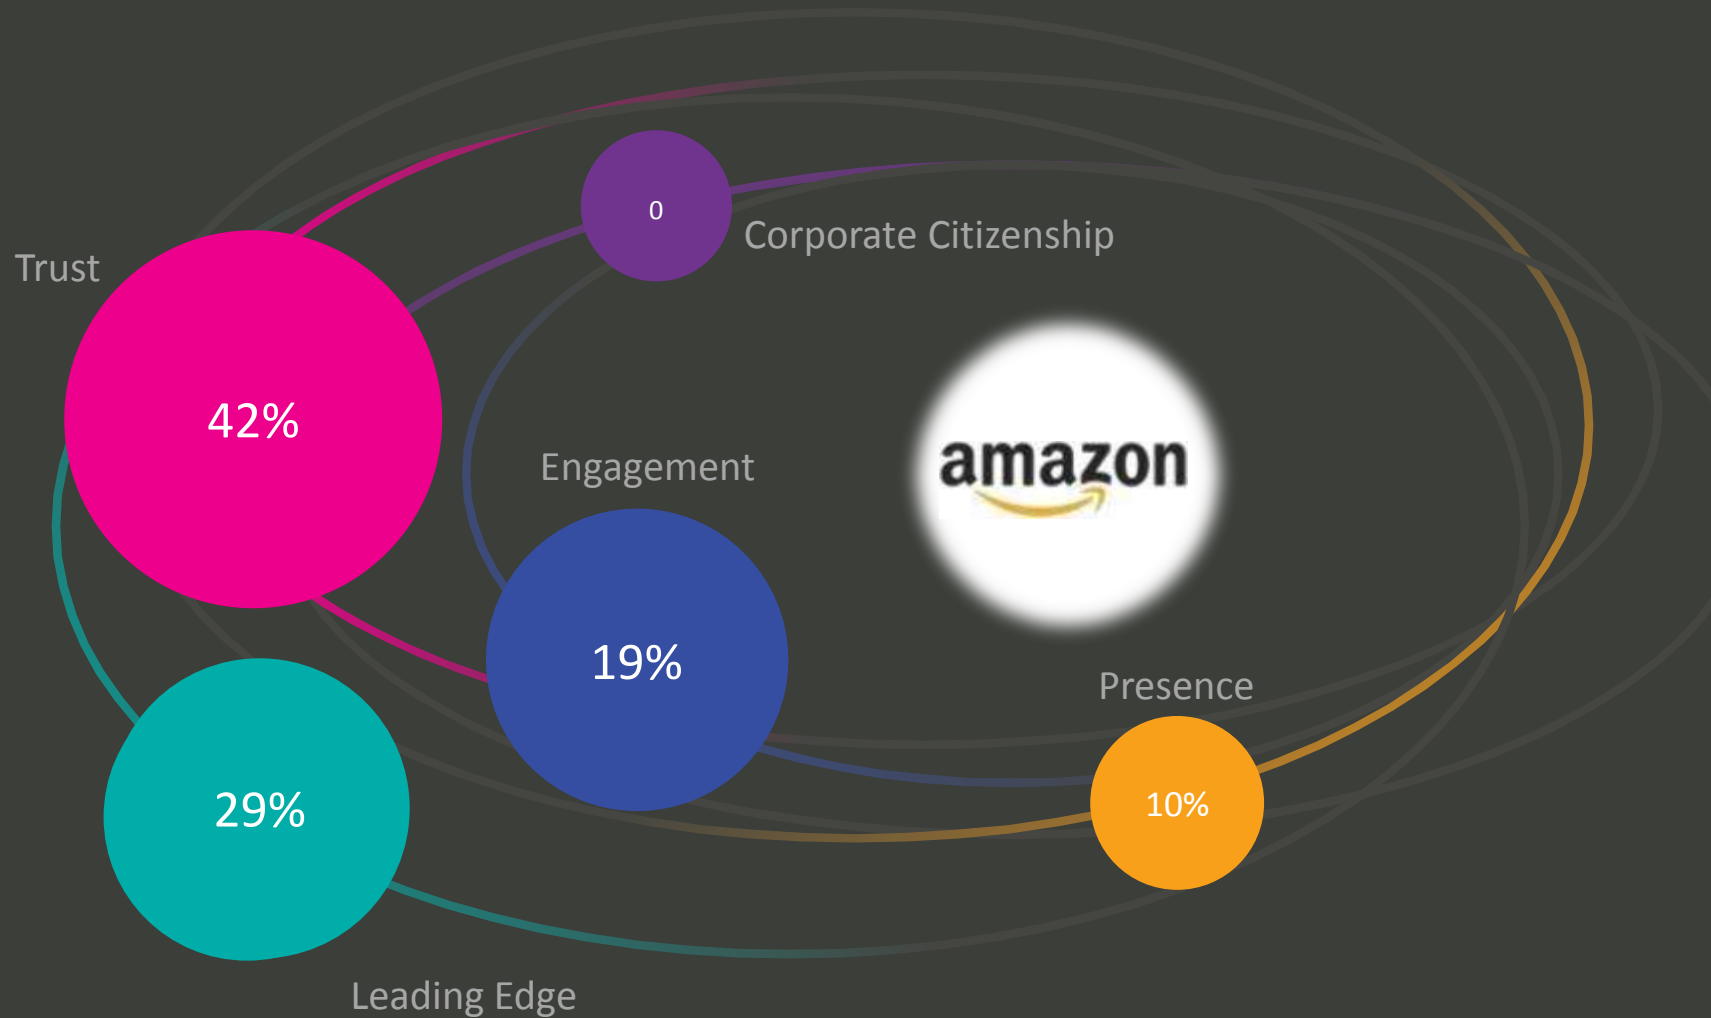 0
Corporate Citizenship
Trust
42%
Engagement
amazon
19%
Presence
10%
29%
Leading Edge